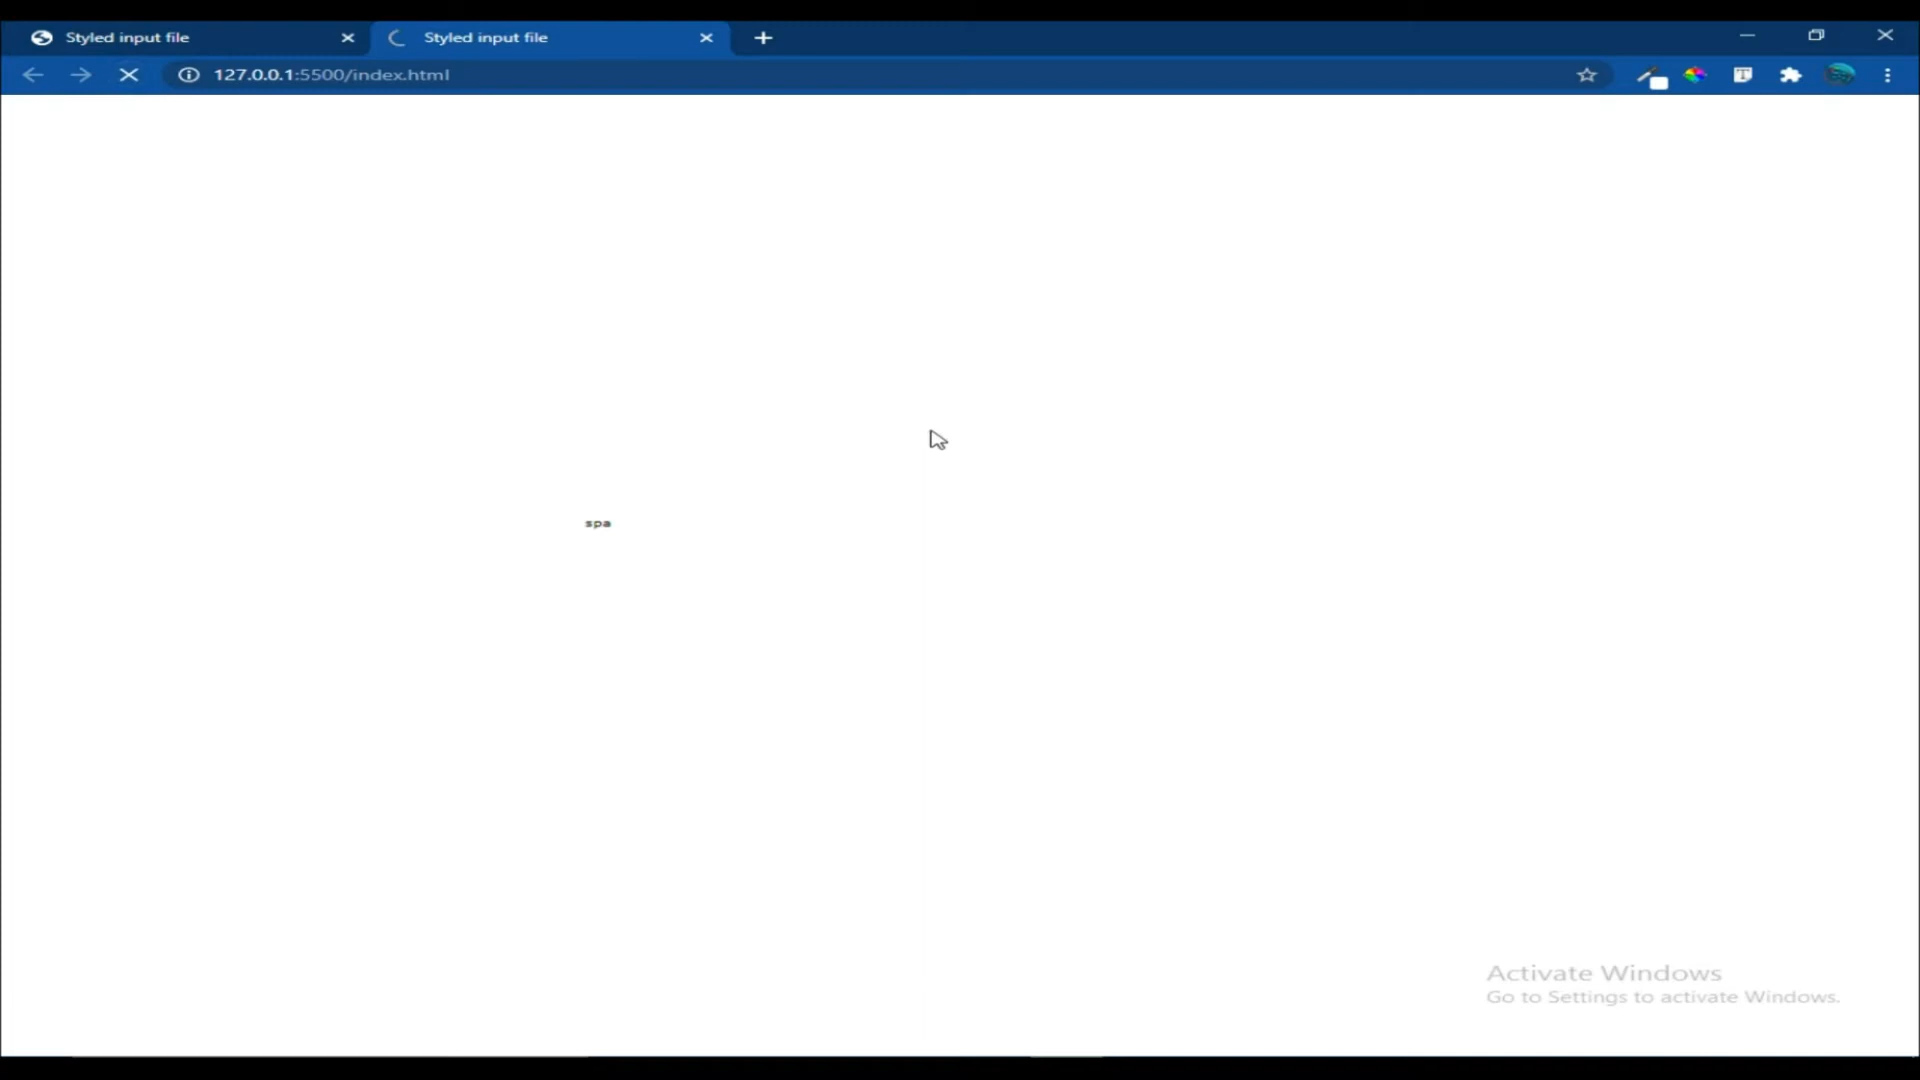 Styled input file
Styled input file
127.0.0.1:5500/index.html
spa
Activate Windows
Go to Settings to activate Windows.